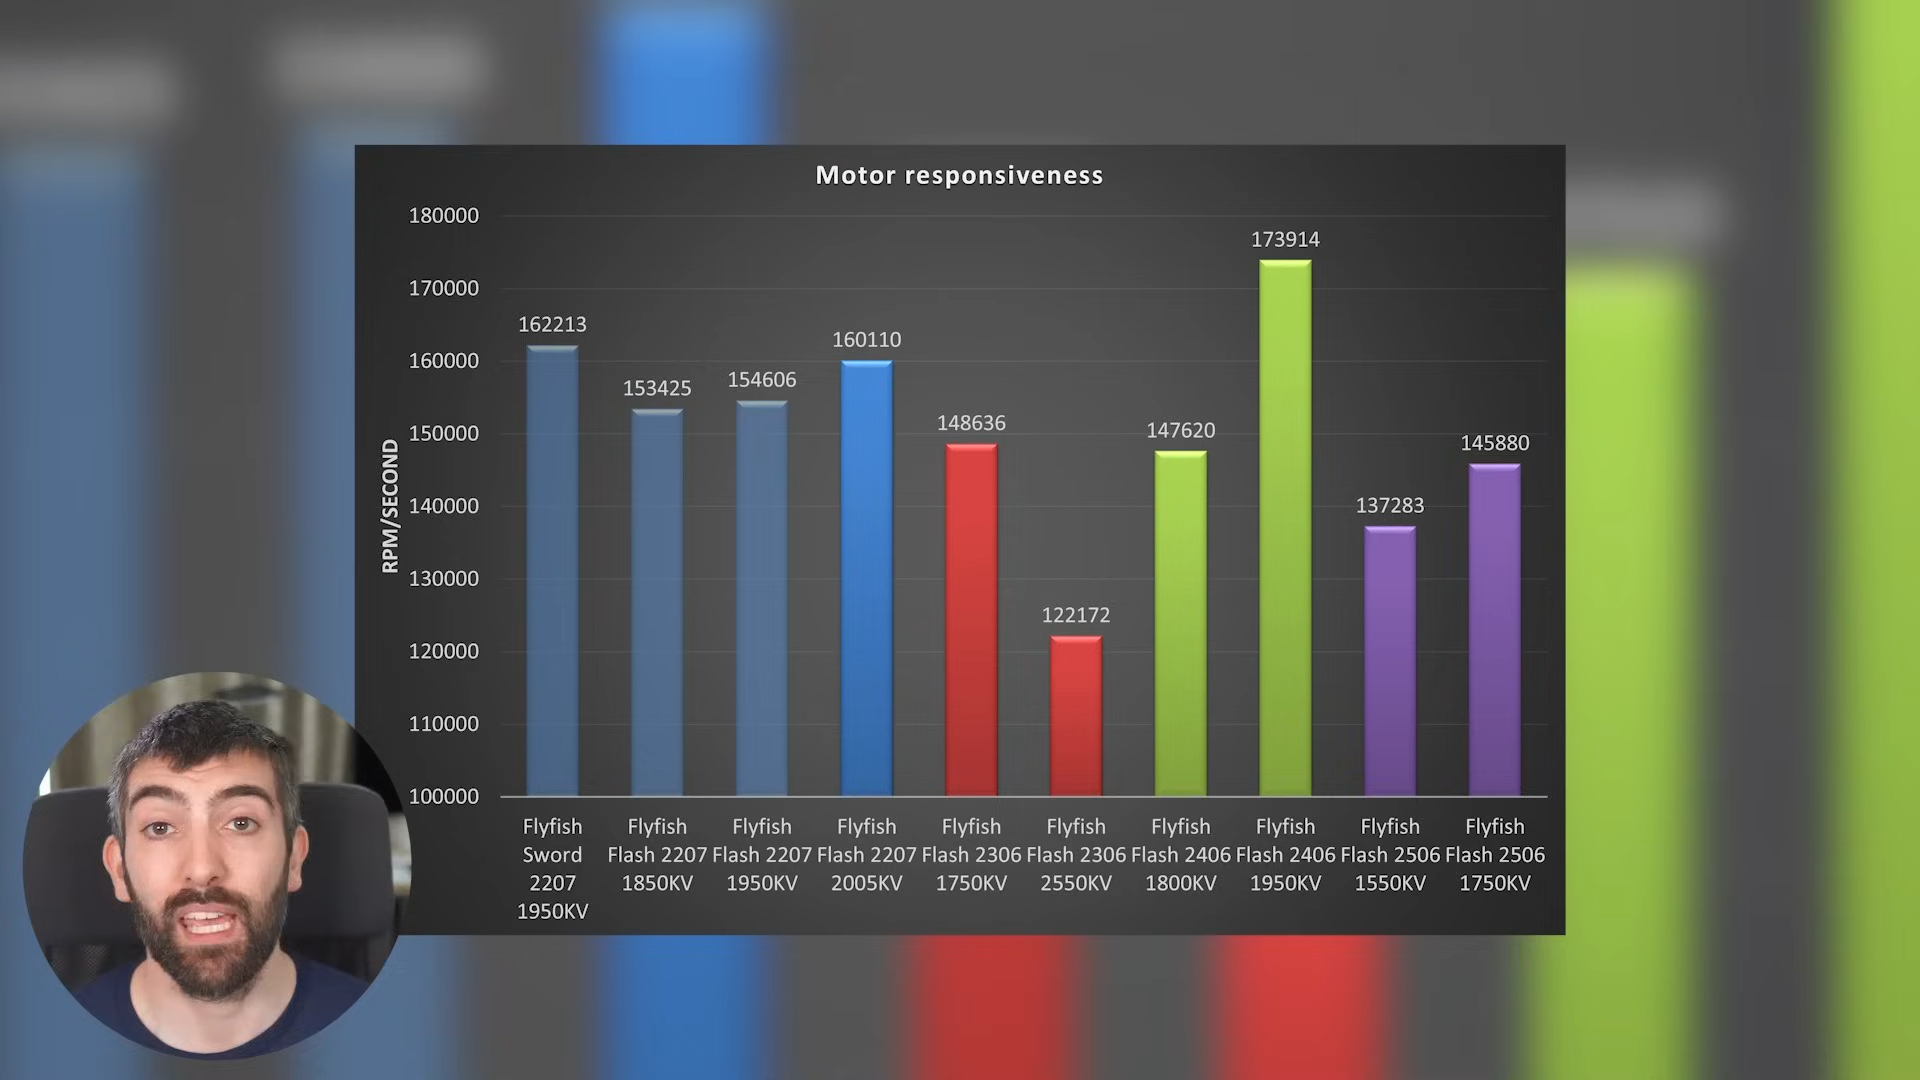 Motor responsiveness
180000
170000
160000
150000
140000
130000
120000
110000
100000
RPM/SECOND
162213
153425
154606
160110
148636
122172
147620
173914
137283
145880
Flyfish
Sword
2207
1950KV
Flyfish
Flash 2207
1850KV
Flyfish
Flash 2207
1950KV
Flyfish
Flash 2207
2005KV
Flyfish
Flash 2306
1750KV
Flyfish
Flash 2306
2550KV
Flyfish
Flash 2406
1800KV
Flyfish
Flash 2406
1950KV
Flyfish
Flash 2506
1550KV
Flyfish
Flash 2506
1750KV